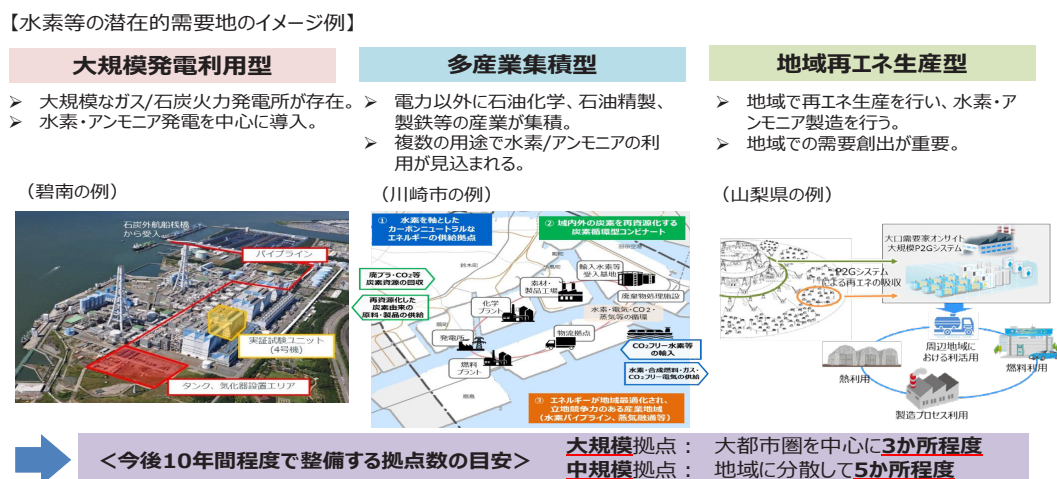 【水素等の潜在的需要地のイメージ例】
大規模発電利用型
➢ 大規模なガス/石炭火力発電所が存在。
➢ 水素・アンモニア発電を中心に導入。
（碧南の例）
石炭外航船桟橋
から受入
パイプライン
実証試験ユニット
(4号機)
タンク、気化器設置エリア
多産業集積型
➢ 電力以外に石油化学、石油精製、
製鉄等の産業が集積。
➢ 複数の用途で水素/アンモニアの利
用が見込まれる。
（川崎市の例）
① 水素を軸とした
カーボンニュートラルな
エネルギーの供給拠点
② 域内外の炭素を再資源化する
炭素循環型コンビナート
廃プラ・CO₂等
炭素資源の回収
再資源化した
炭素由来の
原料・製品の供給
輸入水素等
受入基地
素材・
製品工場
廃棄物処理施設
化学
プラント
水素・電気・CO₂・
蒸気等の循環
発電所
物流拠点
燃料
プラント
CO₂フリー水素等
の輸入
水素・合成燃料・ガス・
CO₂フリー電気の供給
③ エネルギーが地域最適化され、
立地競争力のある産業地域
（水素パイプライン、蒸気融通等）
地域再エネ生産型
➢ 地域で再エネ生産を行い、水素・ア
ンモニア製造を行う。
➢ 地域での需要創出が重要。
（山梨県の例）
大口需要家オンサイト
大規模P2Gシステム
P2Gシステム
による再エネの吸収
周辺地域に
おける利活用
燃料利用
熱利用
製造プロセス利用
＜今後10年間程度で整備する拠点数の目安＞
大規模拠点： 大都市圏を中心に3か所程度
中規模拠点： 地域に分散して5か所程度